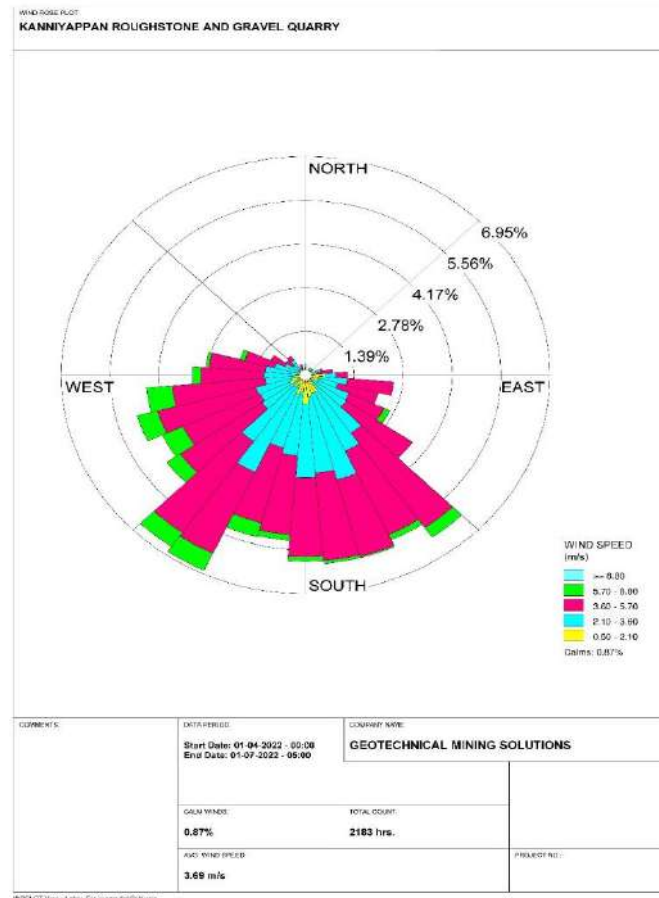 WIND ROSE PLOT
KANNIYAPPAN ROUGHSTONE AND GRAVEL QUARRY
NORTH
6.95%
5.56%
4.17%
2.78%
1.39%
WEST
EAST
SOUTH
WIND SPEED
(m/s)
>= 8.80
5.70 - 8.80
3.60 - 5.70
2.10 - 3.60
0.50 - 2.10
Calms: 0.87%
COMMENTS:
DATA PERIOD:
Start Date: 01-04-2022 - 00:00
End Date: 01-07-2022 - 05:00
COMPANY NAME:
GEOTECHNICAL MINING SOLUTIONS
CALM WINDS:
0.87%
TOTAL COUNT:
2183 hrs.
AVG. WIND SPEED:
3.69 m/s
PROJECT NO.: